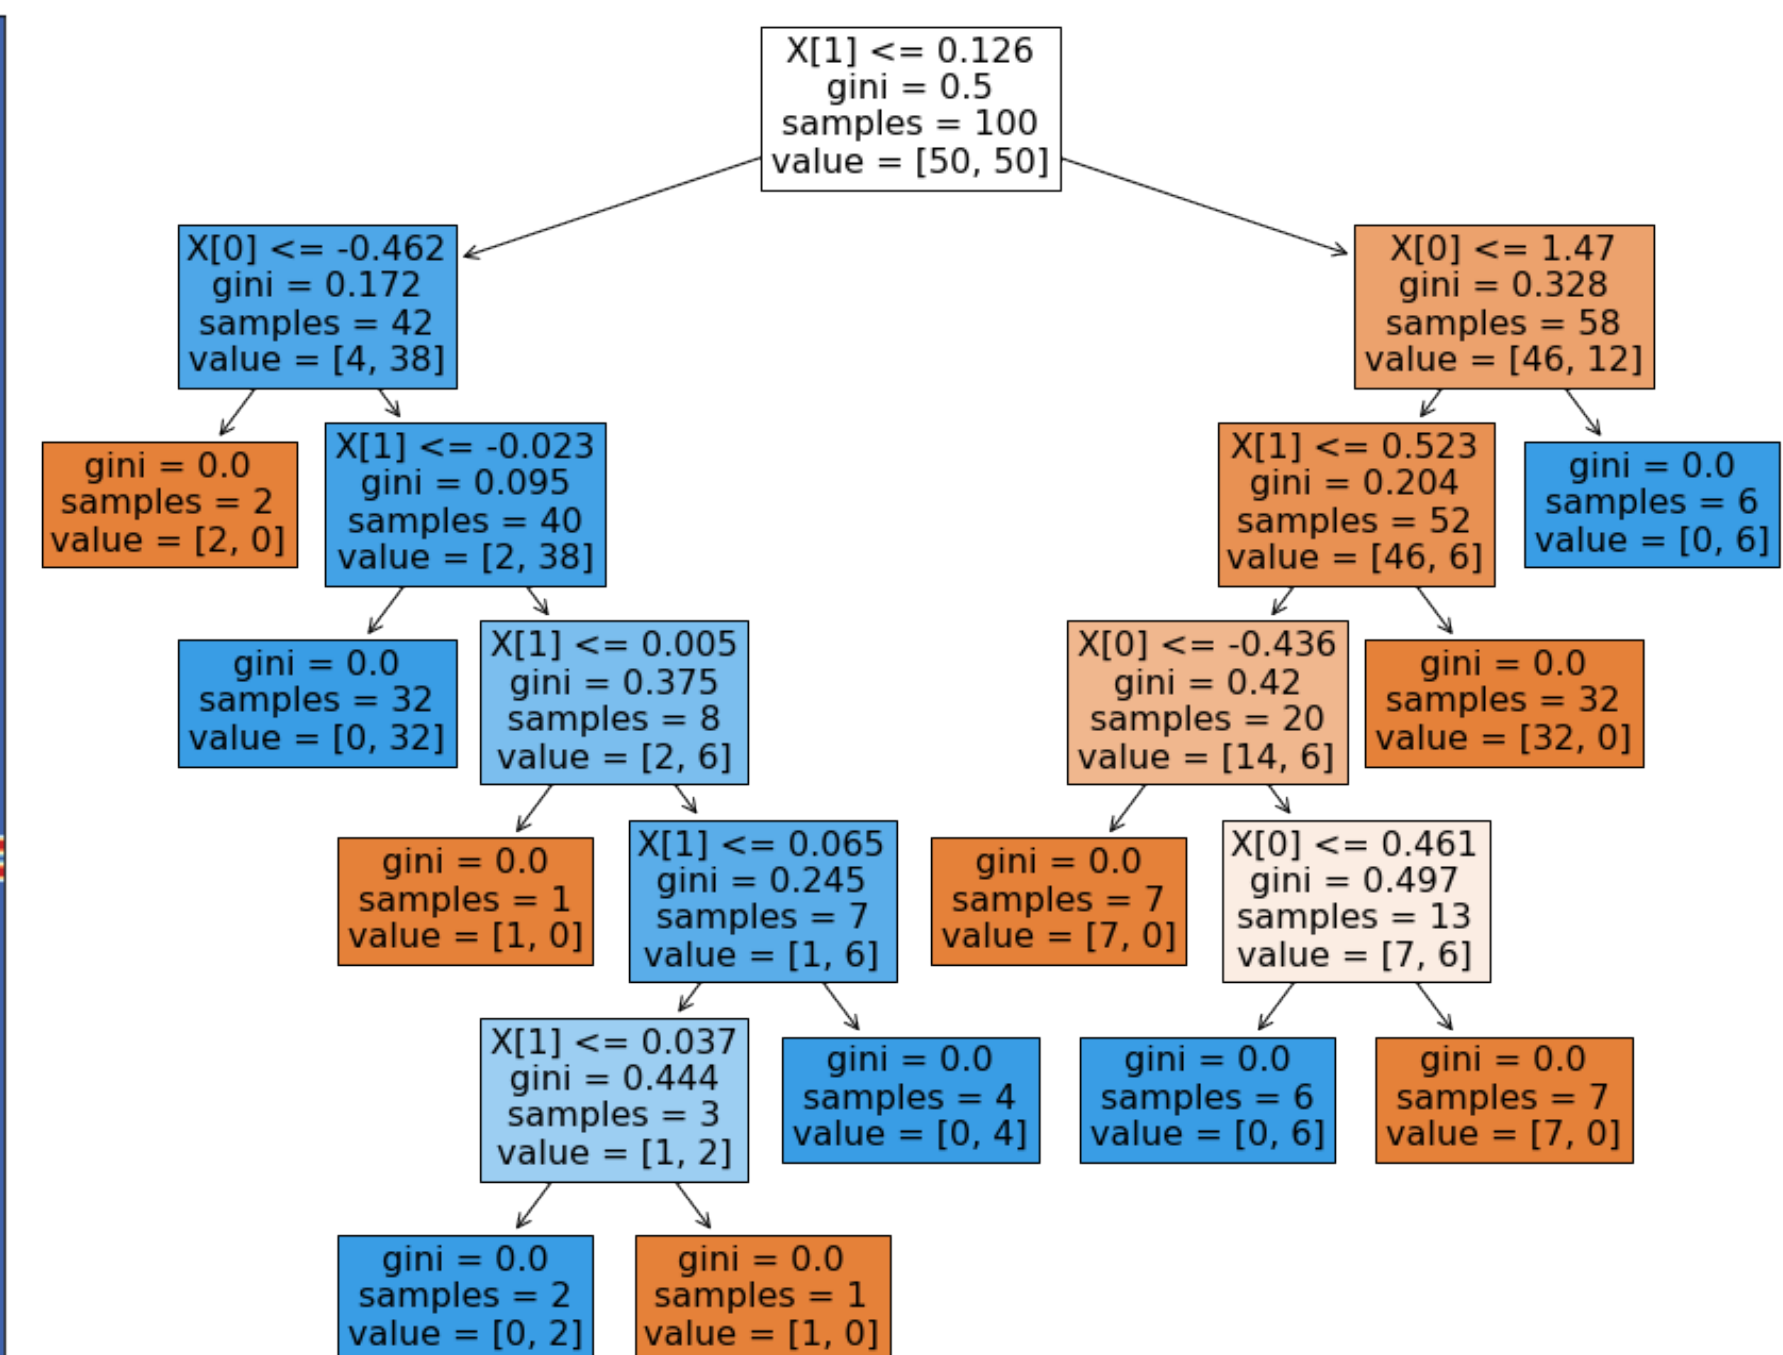 X[1] <= 0.126
gini = 0.5
samples = 100
value = [50, 50]
X[0] <= -0.462
gini = 0.172
samples = 42
value = [4, 38]
X[0] <= 1.47
gini = 0.328
samples = 58
value = [46, 12]
gini = 0.0
samples = 2
value = [2, 0]
X[1] <= -0.023
gini = 0.095
samples = 40
value = [2, 38]
X[1] <= 0.523
gini = 0.204
samples = 52
value = [46, 6]
gini = 0.0
samples = 6
value = [0, 6]
gini = 0.0
samples = 32
value = [0, 32]
X[1] <= 0.005
gini = 0.375
samples = 8
value = [2, 6]
X[0] <= -0.436
gini = 0.42
samples = 20
value = [14, 6]
gini = 0.0
samples = 32
value = [32, 0]
gini = 0.0
samples = 1
value = [1, 0]
X[1] <= 0.065
gini = 0.245
samples = 7
value = [1, 6]
gini = 0.0
samples = 7
value = [7, 0]
X[0] <= 0.461
gini = 0.497
samples = 13
value = [7, 6]
X[1] <= 0.037
gini = 0.444
samples = 3
value = [1, 2]
gini = 0.0
samples = 4
value = [0, 4]
gini = 0.0
samples = 6
value = [0, 6]
gini = 0.0
samples = 7
value = [7, 0]
gini = 0.0
samples = 2
value = [0, 2]
gini = 0.0
samples = 1
value = [1, 0]